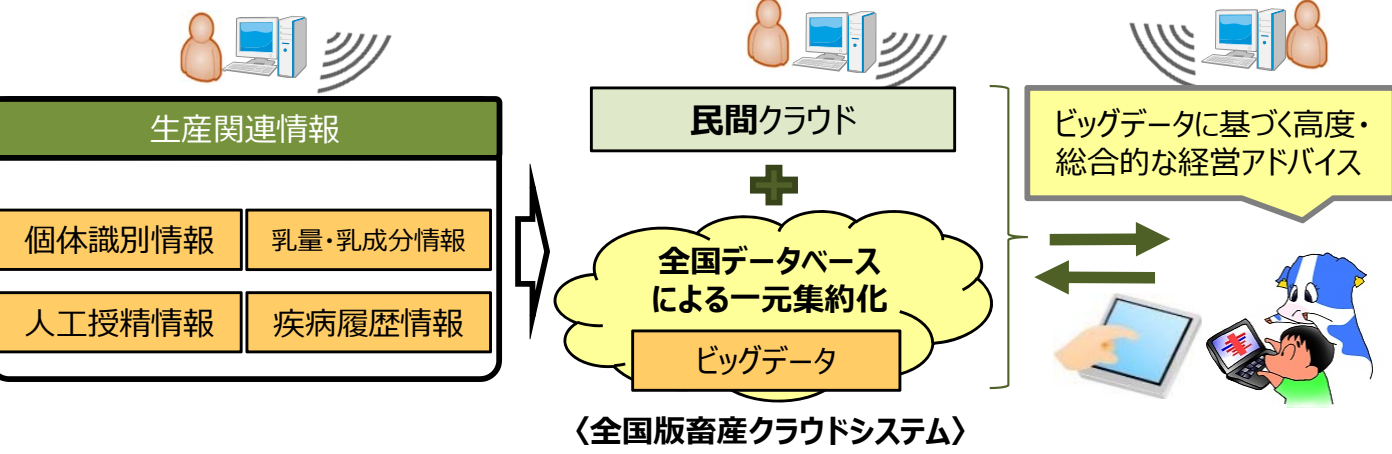 生産関連情報
個体識別情報
乳量・乳成分情報
人工授精情報
疾病履歴情報
民間クラウド
全国データベース
による一元集約化
ビッグデータ
〈全国版畜産クラウドシステム〉
ビッグデータに基づく高度・
総合的な経営アドバイス